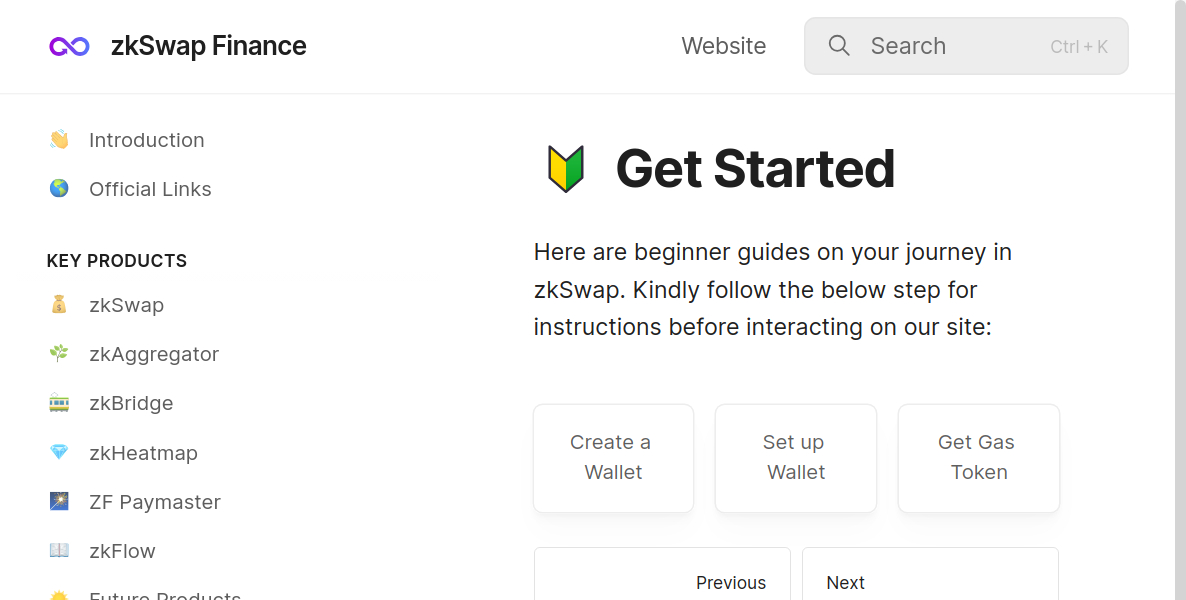 zkSwap Finance
Website
Search
Ctrl + K
Introduction
Official Links
KEY PRODUCTS
zkSwap
zkAggregator
zkBridge
zkHeatmap
ZF Paymaster
zkFlow
Future Products
Get Started
Here are beginner guides on your journey in
zkSwap. Kindly follow the below step for
instructions before interacting on our site:
Create a
Wallet
Set up
Wallet
Get Gas
Token
Previous
Next